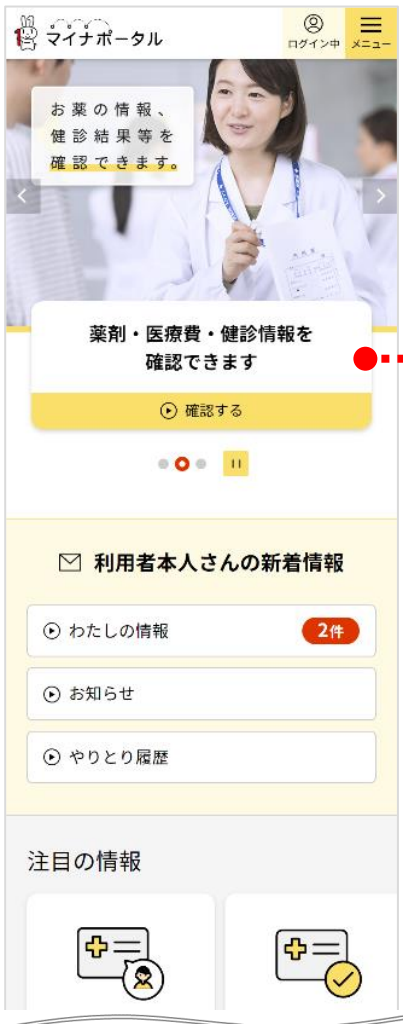 マイナポータル
ログイン中
メニュー
お薬の情報、
健診結果等を
確認できます。
薬剤・医療費・健診情報を
確認できます
確認する
利用者本人さんの新着情報
わたしの情報
2件
お知らせ
やりとり履歴
注目の情報